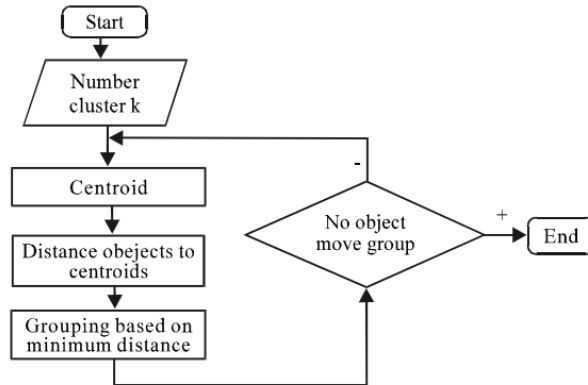 Start
Number
cluster k
-
Centroid
No object
move group
+
End
Distance obejects to
centroids
Grouping based on
minimum distance